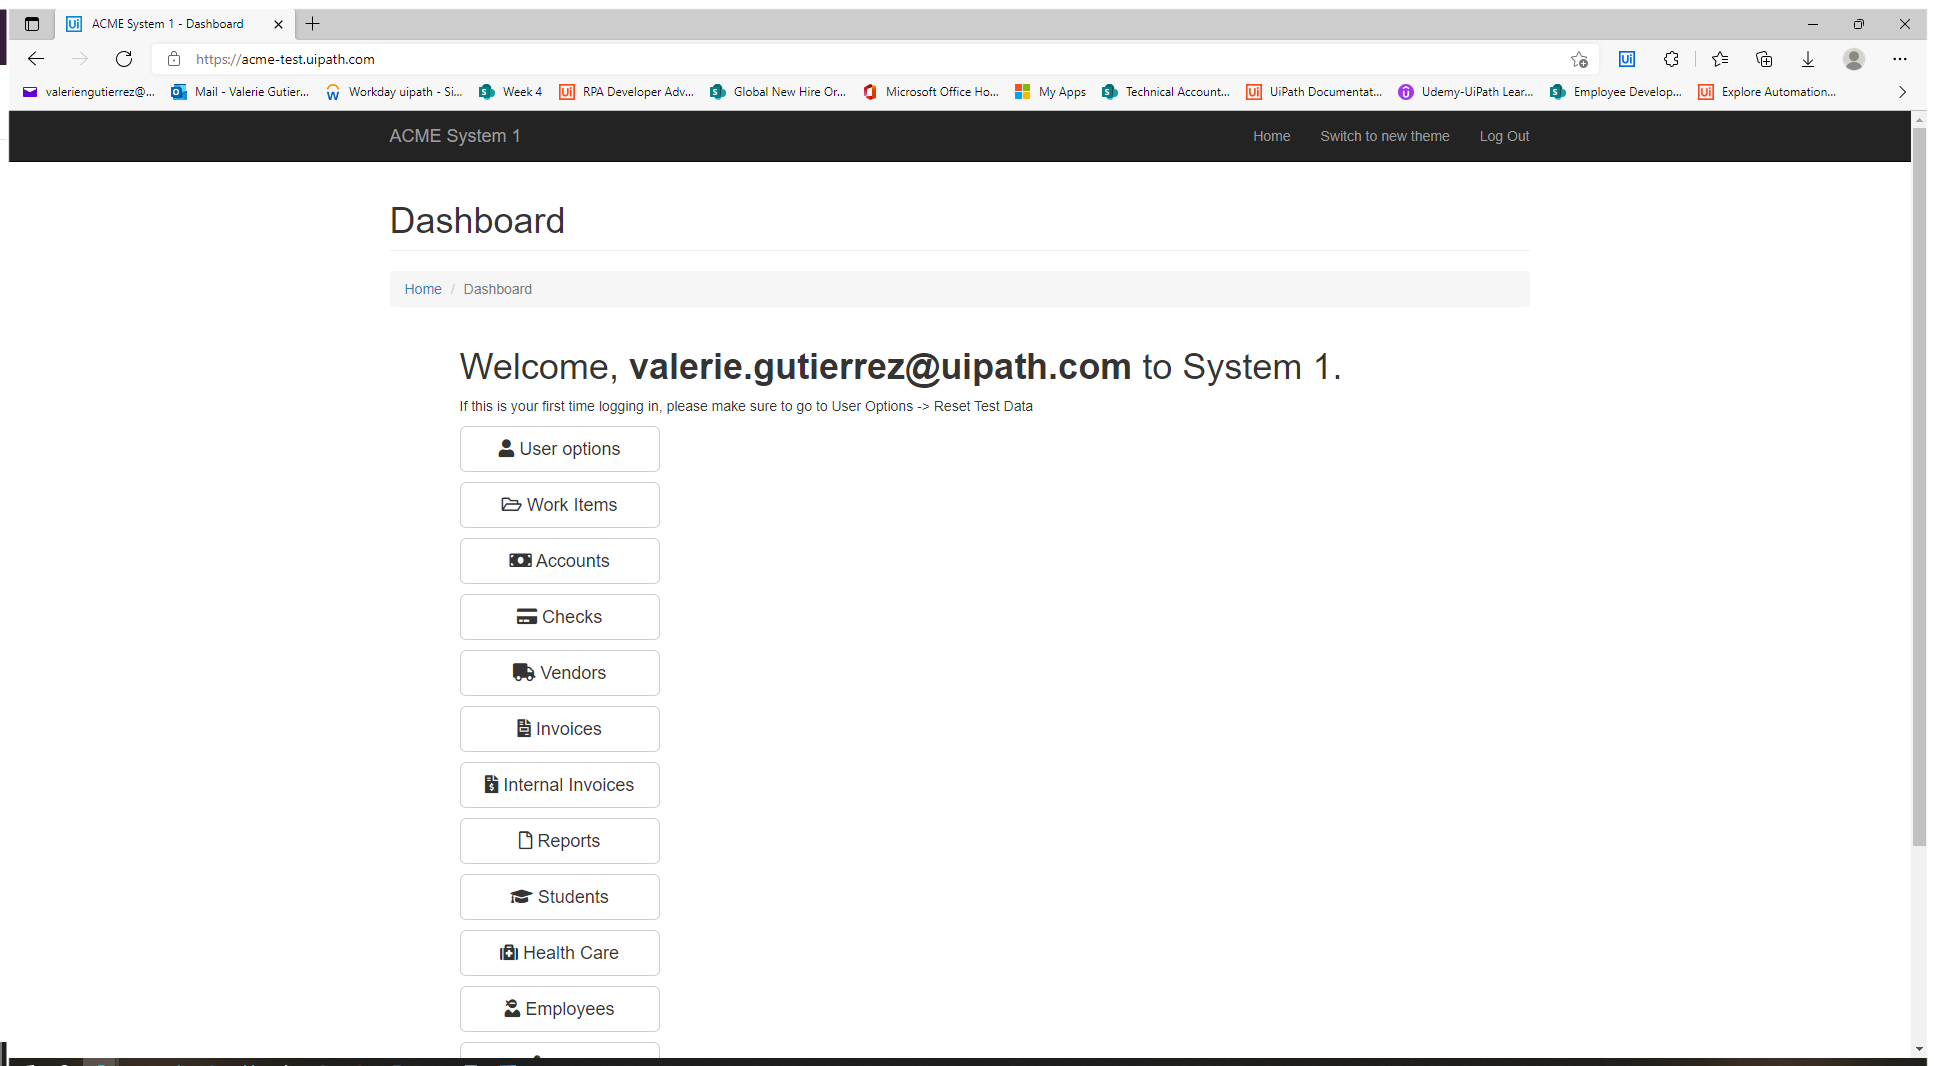 ACME System 1 - Dashboard
https://acme-test.uipath.com
valeriengutierrez@... Mail - Valerie Gutier... Workday uipath - Si... Week 4 RPA Developer Adv... Global New Hire Or... Microsoft Office Ho... My Apps Technical Account... UiPath Documentat... Udemy-UiPath Lear... Employee Develop... Explore Automation...
ACME System 1 Home Switch to new theme Log Out
Dashboard
Home / Dashboard
Welcome, valerie.gutierrez@uipath.com to System 1.
If this is your first time logging in, please make sure to go to User Options -> Reset Test Data
User options
Work Items
Accounts
Checks
Vendors
Invoices
Internal Invoices
Reports
Students
Health Care
Employees